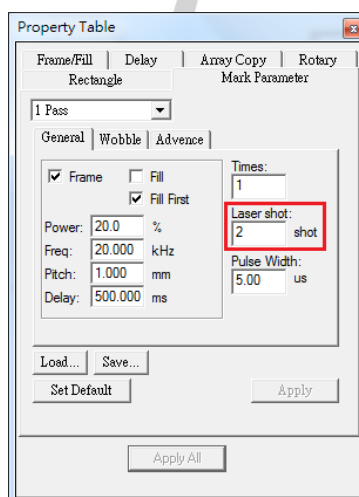 Property Table
Frame/Fill Delay Array Copy Rotary
Rectangle Mark Parameter
1 Pass
General Wobble Advence
Frame Fill
Fill First
Power: 20.0 %
Freq: 20.000 kHz
Pitch: 1.000 mm
Delay: 500.000 ms
Times:
1
Laser shot:
2 shot
Pulse Width:
5.00 us
Load... Save...
Set Default Apply
Apply All